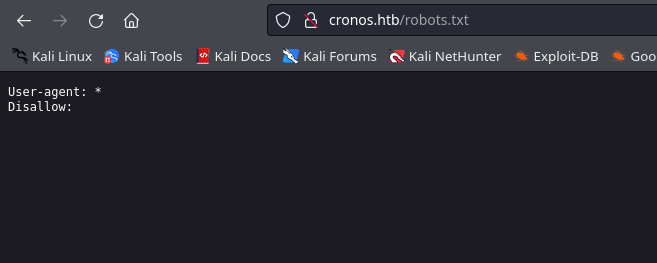 cronos.htb/robots.txt
Kali Linux Kali Tools Kali Docs Kali Forums Kali NetHunter Exploit-DB Goo
User-agent: *
Disallow: